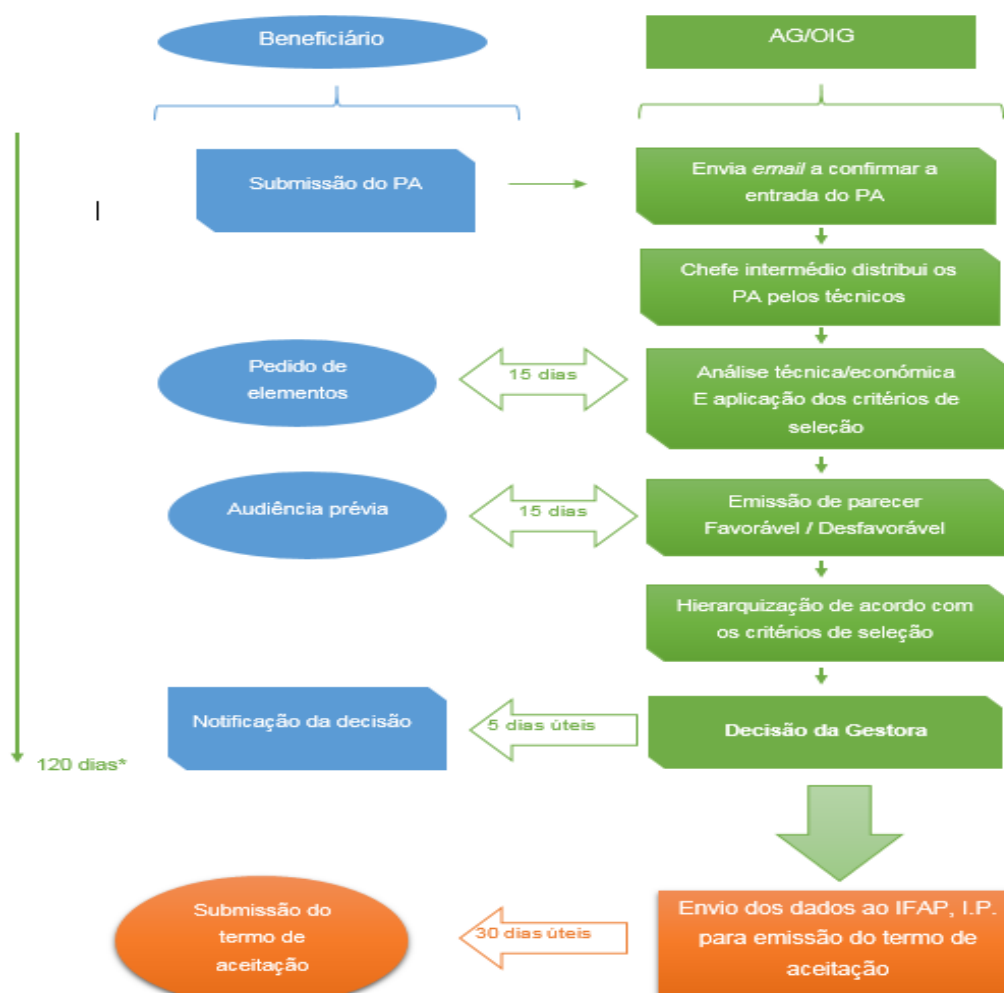 Beneficiário
AG/OIG
Submissão do PA
Envia email a confirmar a
entrada do PA
Chefe intermédio distribui os
PA pelos técnicos
Pedido de
elementos
15 dias
Análise técnica/económica
E aplicação dos critérios de
seleção
Audiência prévia
15 dias
Emissão de parecer
Favorável / Desfavorável
Hierarquização de acordo com
os critérios de seleção
Notificação da decisão
5 dias úteis
Decisão da Gestora
120 dias*
Submissão do
termo de
aceitação
30 dias úteis
Envio dos dados ao IFAP, I.P.
para emissão do termo de
aceitação